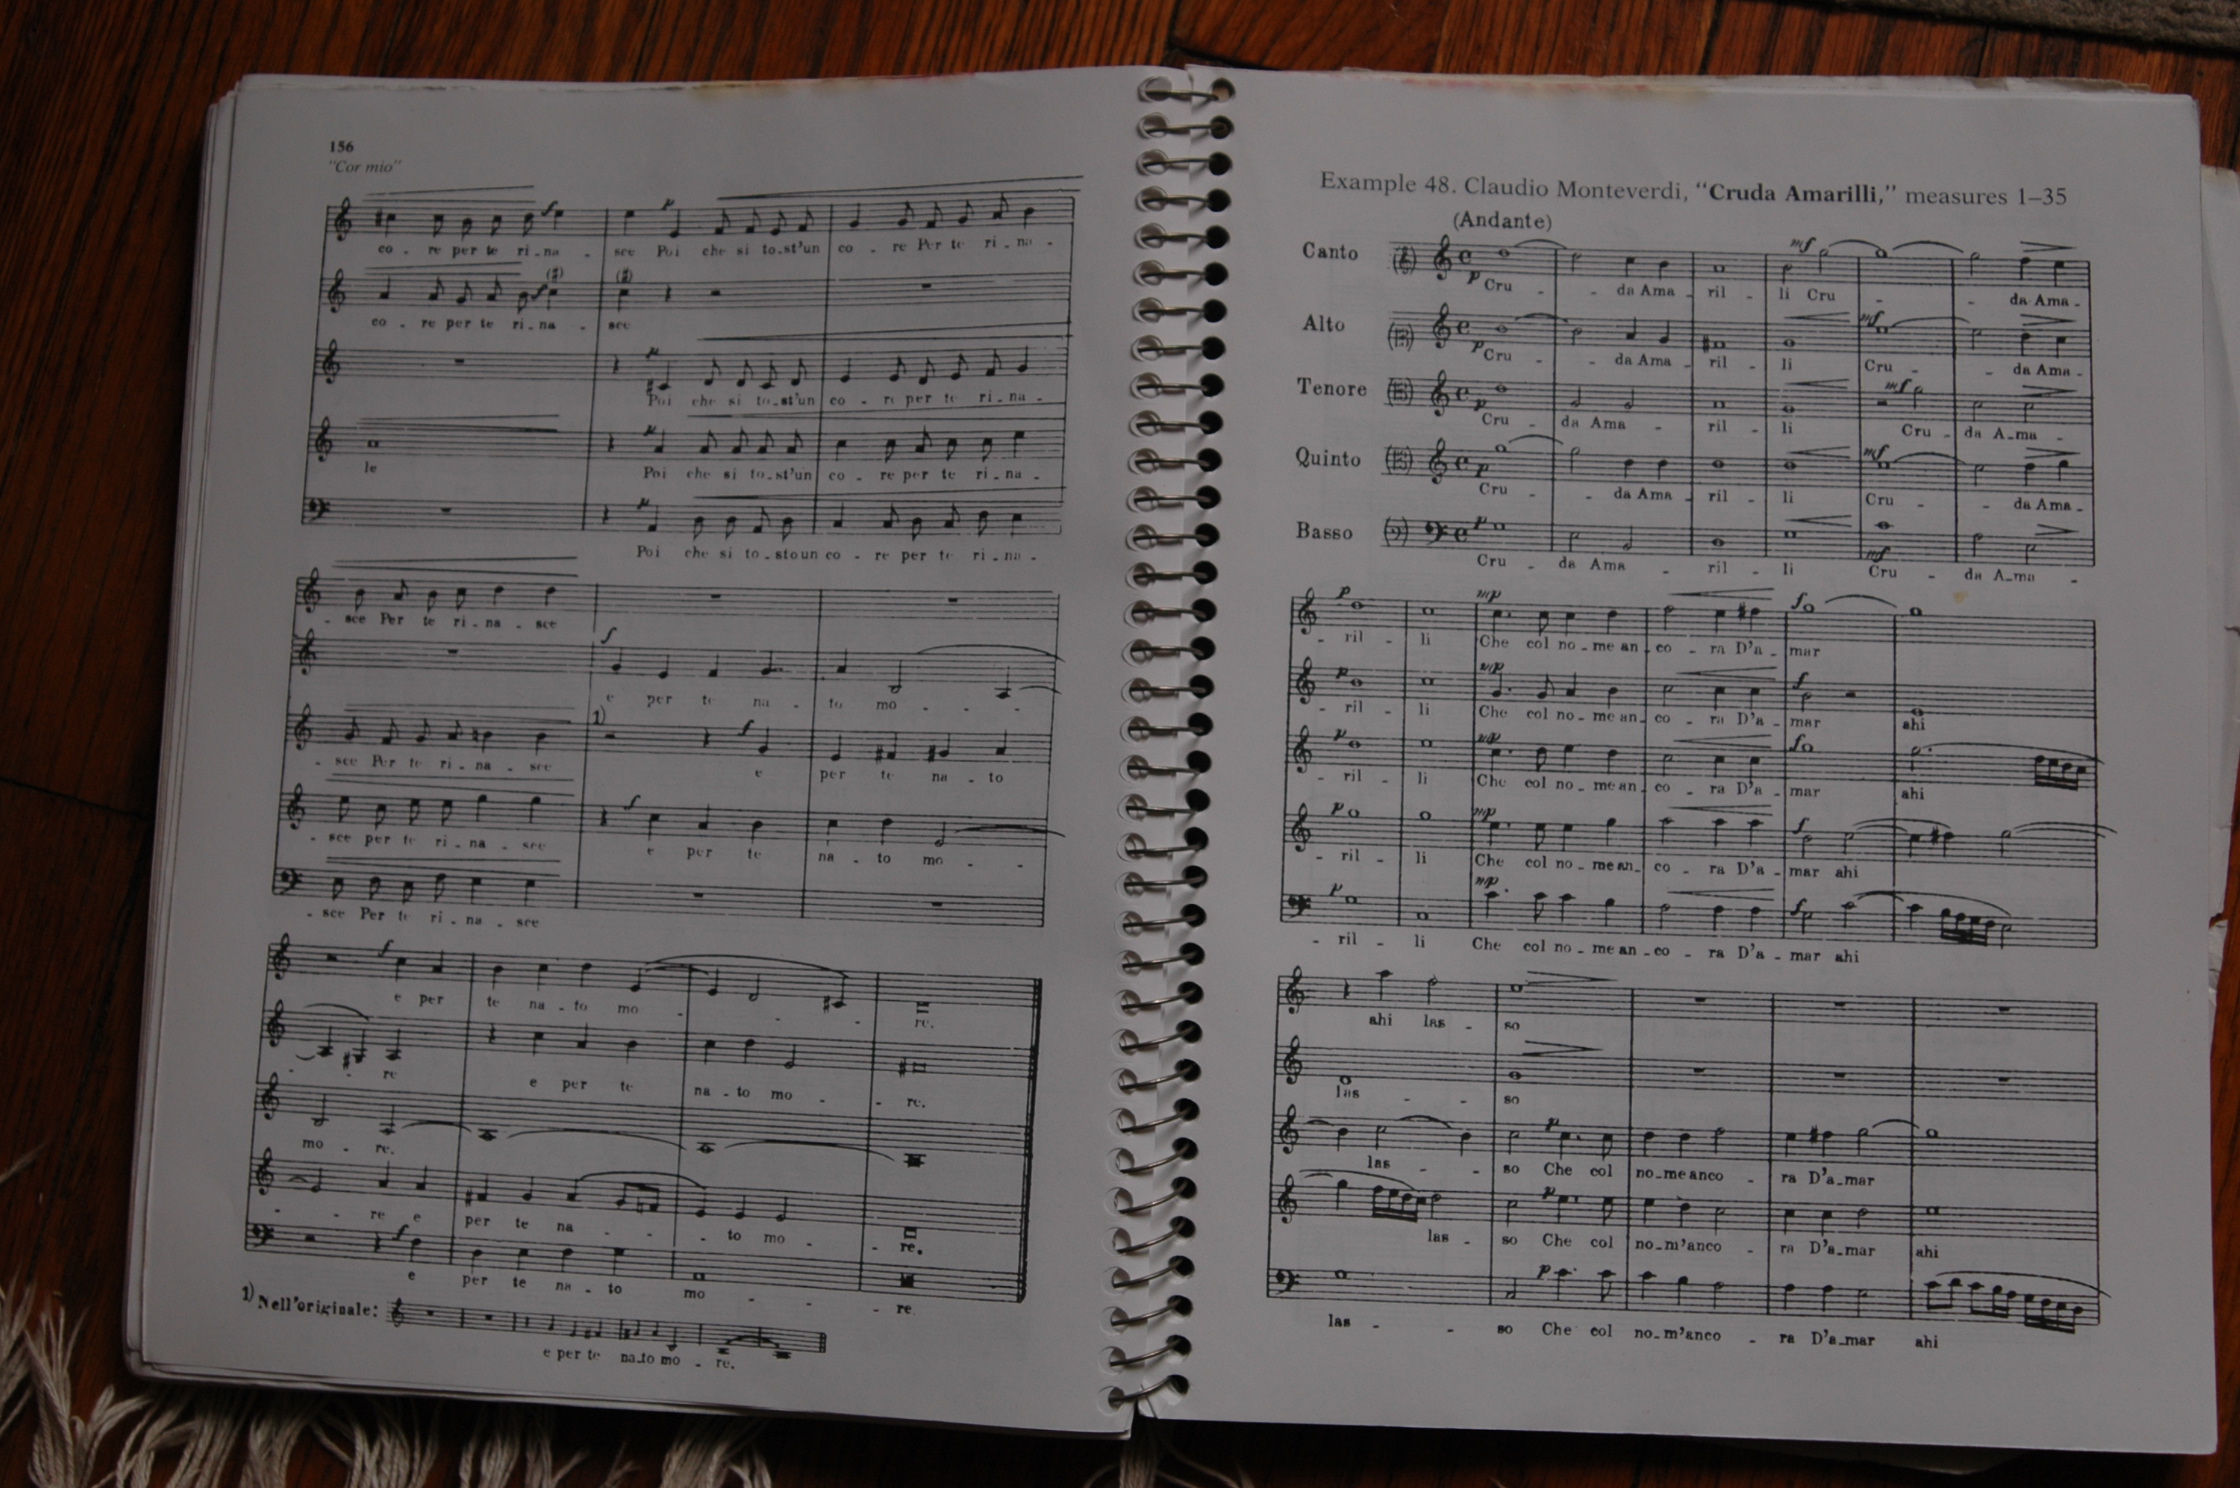 156
"Cor mio"
co - re per te ri - na - sce Poi che si to - st'un co - re Per te ri - na -
co - re per te ri - na - sce
Poi che si to - st'un co - re per te ri - na -
le Poi che si to - st'un co - re per te ri - na -
Poi che si to - sto un co - re per te ri - na -
- sce Per te ri - na - sce
e per te na - to mo - -
- sce Per te ri - na - sce e per te na - to
- sce per te ri - na - sce e per te na - to mo -
- sce Per te ri - na - sce
e per te na - to mo - - re.
re e per te na - to mo - re.
mo - re.
- re e per te na - to mo - re.
e per te na - to mo - re.
1) Nell'originale:
e per te na to mo - re.
Example 48. Claudio Monteverdi, "Cruda Amarilli," measures 1–35
(Andante)
Canto
Cru - - da Ama - ril - li Cru - - da Ama -
Alto
Cru - - da Ama - ril - li Cru - - da Ama -
Tenore
Cru - da Ama - ril - li Cru - da A - ma -
Quinto
Cru - - da Ama - ril - li Cru - - da Ama -
Basso
Cru - da Ama - ril - li Cru - da A - ma -
- ril - li Che col no - me an - co - ra D'a - mar
- ril - li Che col no - me an - co - ra D'a - mar ahi
- ril - li Che col no - me an - co - ra D'a - mar ahi
- ril - li Che col no - me an - co - ra D'a - mar ahi
- ril - li Che col no - me an - co - ra D'a - mar ahi
ahi las - so
las - so
las - so Che col no - me anco - ra D'a - mar
las - so Che col no - m'anco - ra D'a - mar ahi
las - - so Che col no - m'anco - ra D'a - mar ahi